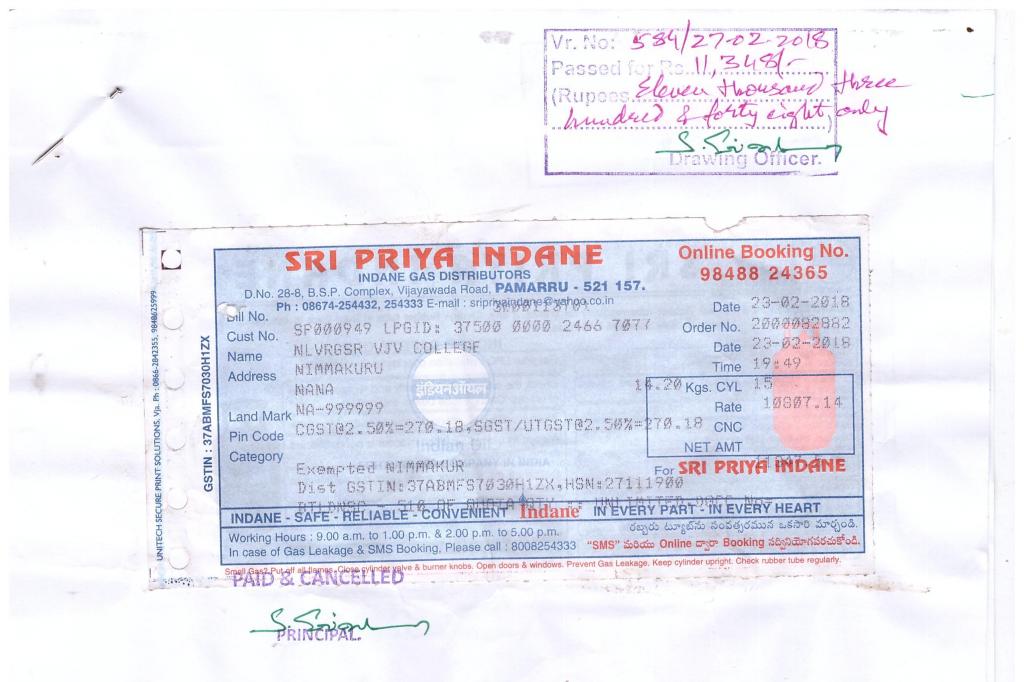 Vr. No: 584/27-02-2018
Passed for Rs. 11,348/-
(Rupees Eleven thousand three
hundred & forty eight only
Drawing Officer.
SRI PRIYA INDANE
INDANE GAS DISTRIBUTORS
D.No. 28-8, B.S.P. Complex, Vijayawada Road, PAMARRU - 521 157.
Ph : 08674-254432, 254333 E-mail : sripriyaindane@yahoo.co.in
Online Booking No.
98488 24365
Bill No.
Cust No. SP000949 LPGID: 37500 0000 2466 7077
Name NLVRGSR VJV COLLEGE
Address NIMMAKURU
NANA
Land Mark NA-999999
Pin Code CGST@2.50%=270.18,SGST/UTGST@2.50%=270.18
Category
Exempted NIMMAKUR
Dist GSTIN:37ABMFS7030H1ZX,HSN:27111900
Date 23-02-2018
Order No. 2000082882
Date 23-02-2018
Time 19:49
14.20 Kgs. CYL 15
Rate 10807.14
CNC
NET AMT
For SRI PRIYA INDANE
इंडियनऑयल
INDANE - SAFE - RELIABLE - CONVENIENT Indane IN EVERY PART - IN EVERY HEART
Working Hours : 9.00 a.m. to 1.00 p.m. & 2.00 p.m. to 5.00 p.m.
In case of Gas Leakage & SMS Booking, Please call : 8008254333
రబ్బరు ట్యూబ్‌ను సంవత్సరమున ఒకసారి మార్చండి.
"SMS" మరియు Online ద్వారా Booking సద్వినియోగపరచుకోండి.
Smell Gas? Put off all flames. Close cylinder valve & burner knobs. Open doors & windows. Prevent Gas Leakage. Keep cylinder upright. Check rubber tube regularly.
GSTIN : 37ABMFS7030H1ZX
UNITECH SECURE PRINT SOLUTIONS, Vja. Ph : 0866-2842355, 9848625999
PAID & CANCELLED
PRINCIPAL.